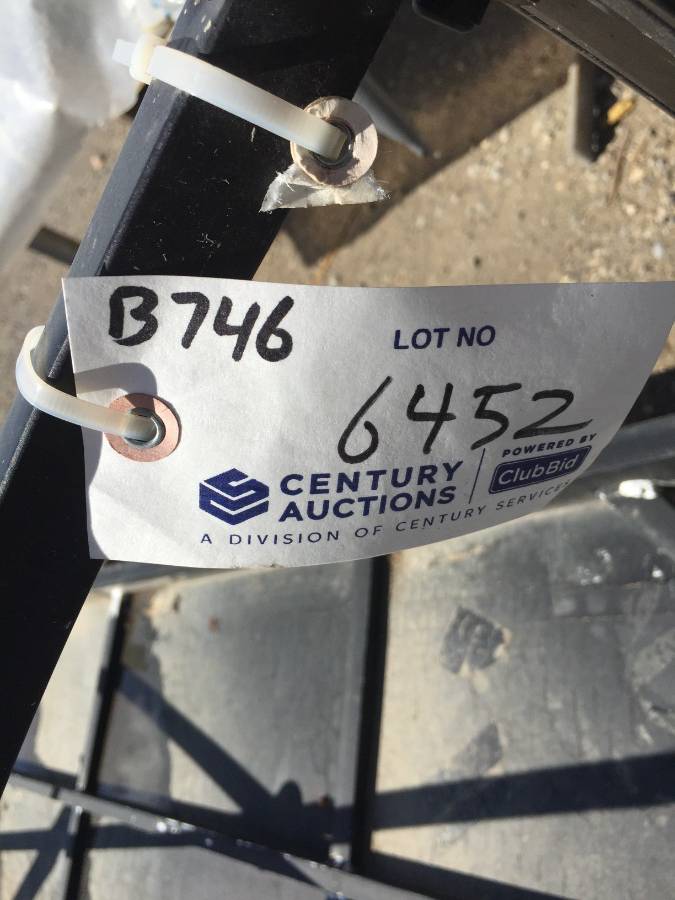 B746
LOT NO
6452
CENTURY
AUCTIONS
POWERED BY
ClubBid
A DIVISION OF CENTURY SERVICES